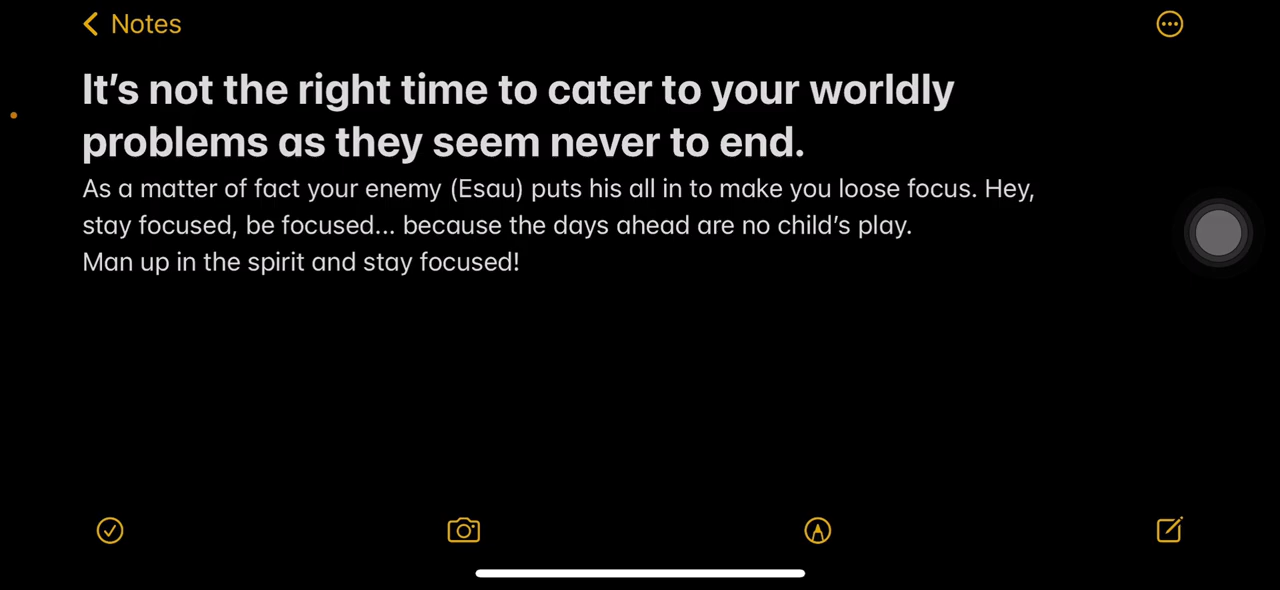 Notes
It’s not the right time to cater to your worldly
problems as they seem never to end.
As a matter of fact your enemy (Esau) puts his all in to make you loose focus. Hey,
stay focused, be focused... because the days ahead are no child’s play.
Man up in the spirit and stay focused!